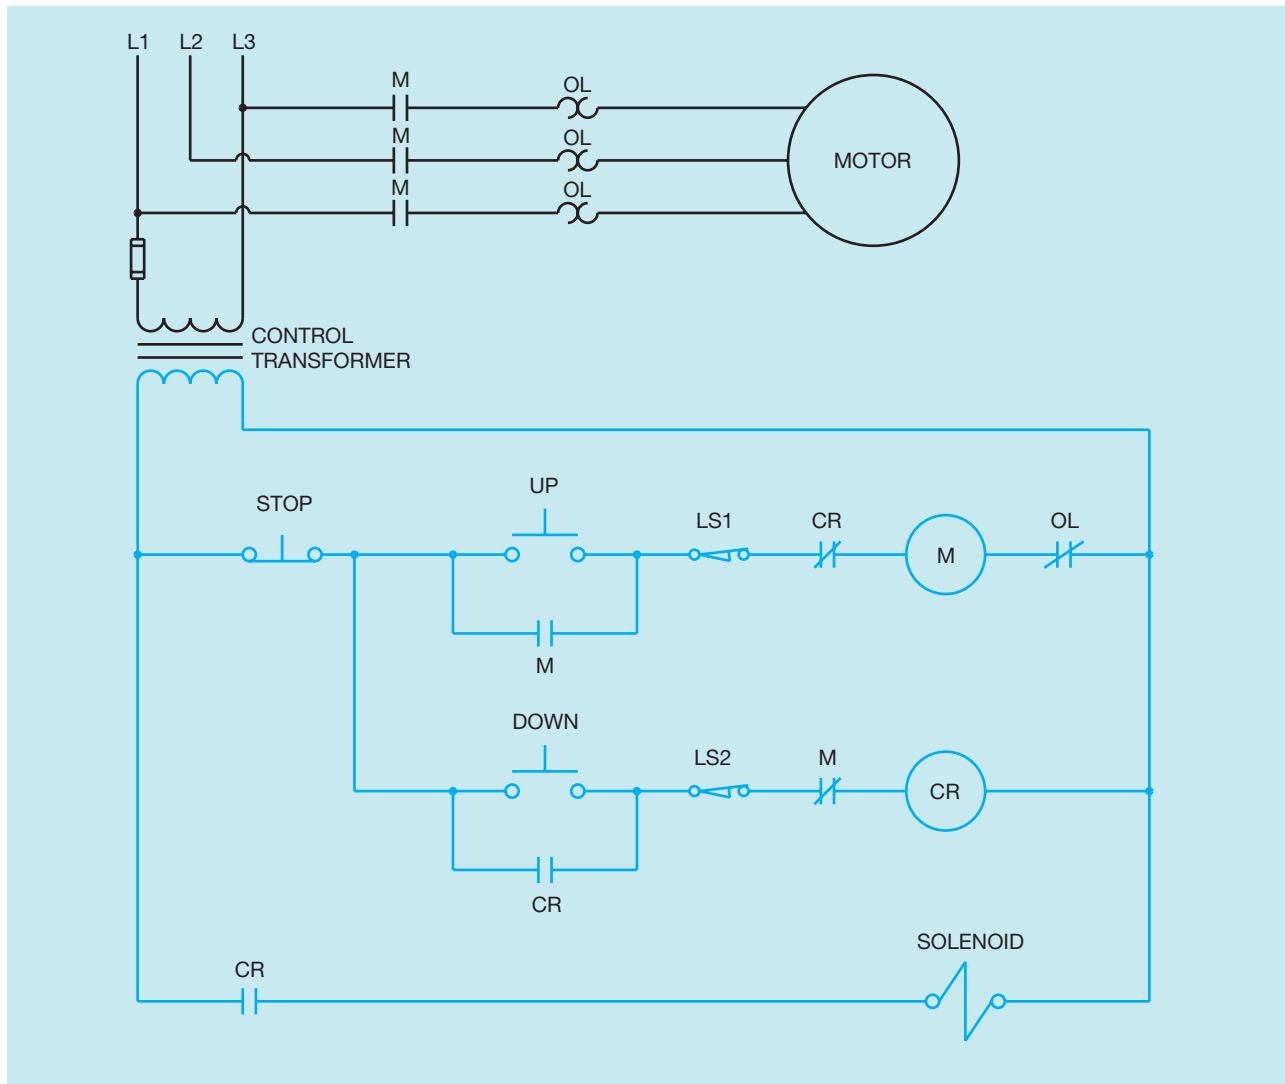 L1 L2 L3
M OL
M OL
MOTOR
M OL
CONTROL
TRANSFORMER
UP
STOP
LS1 CR OL
M
M
DOWN
LS2 M
CR
CR
SOLENOID
CR